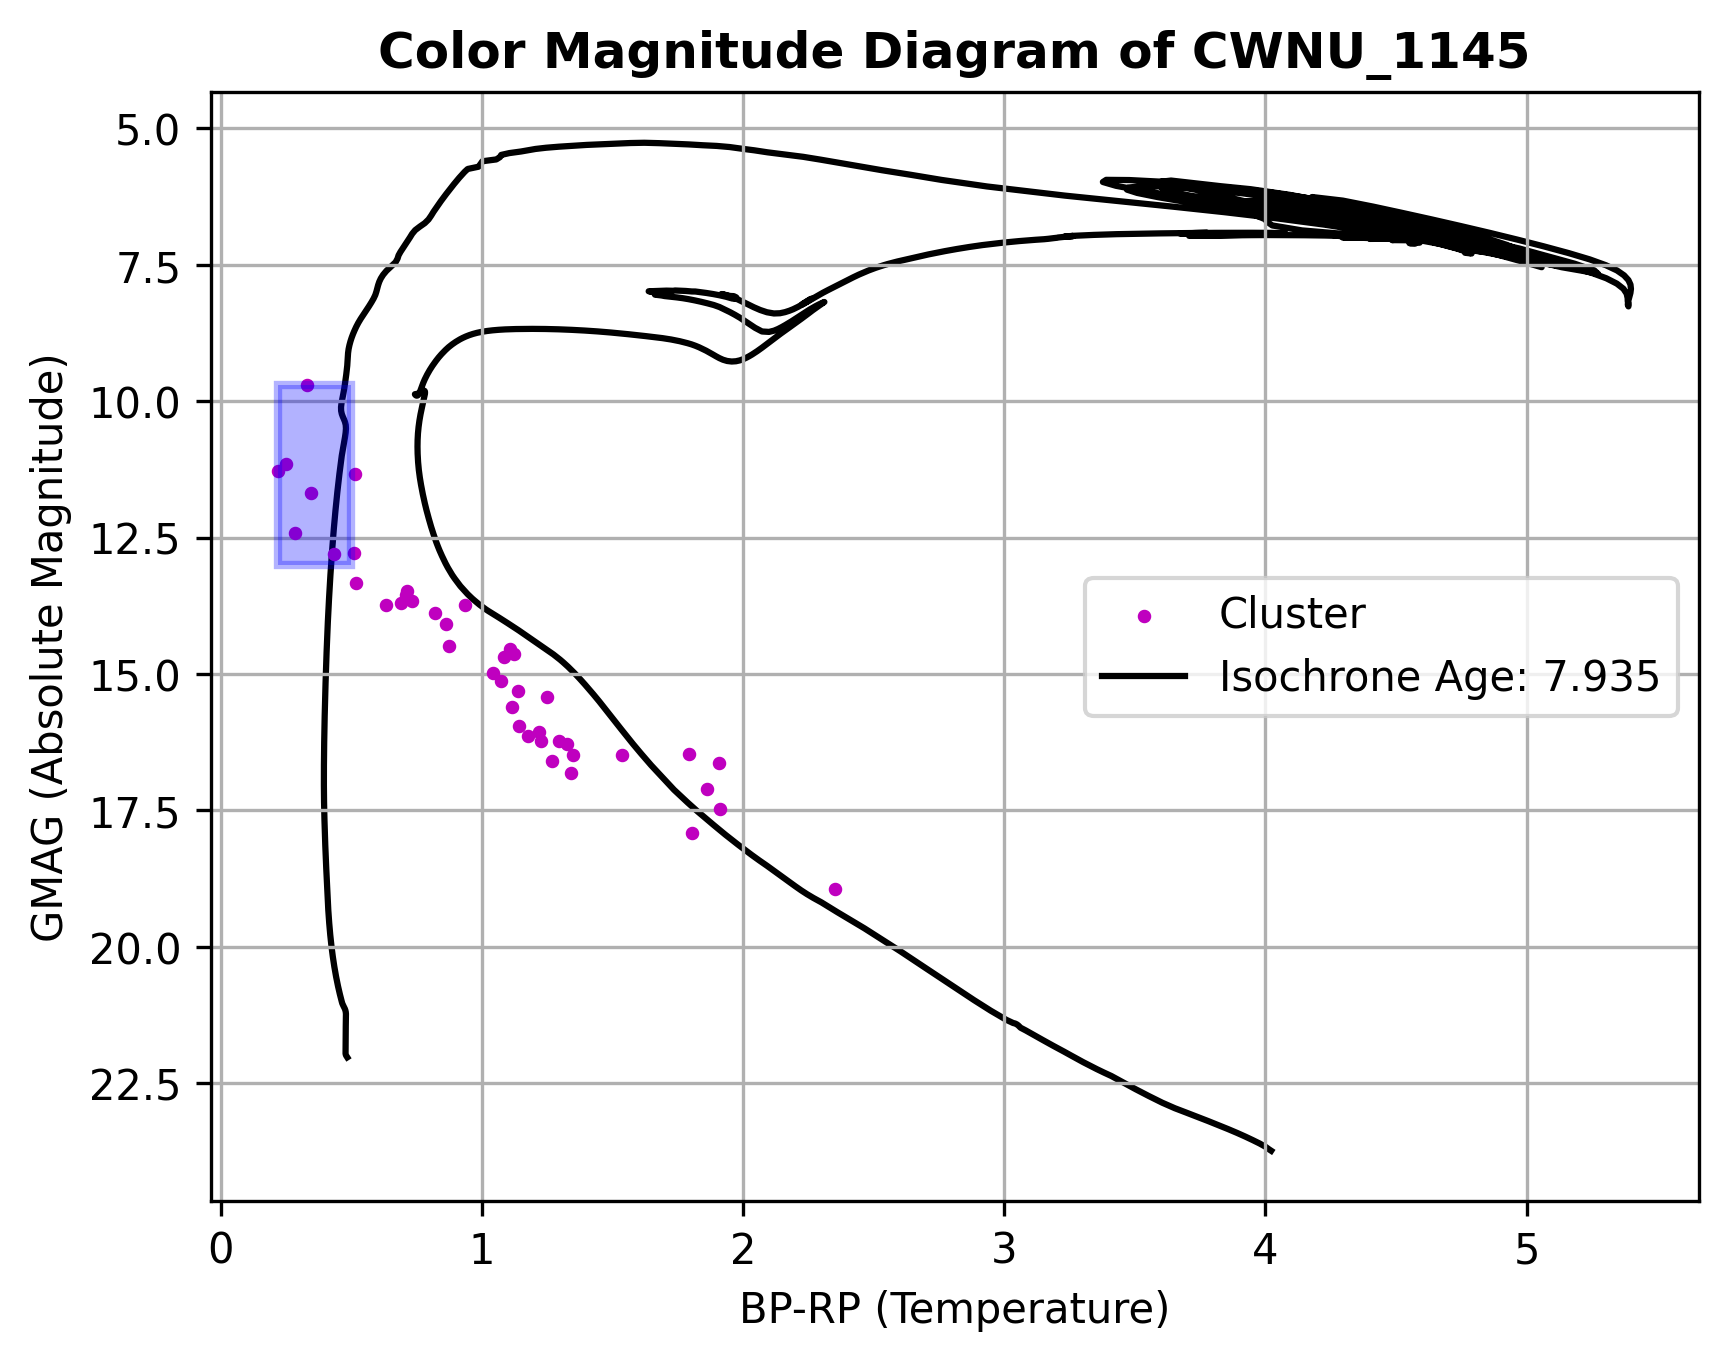 Color Magnitude Diagram of CWNU_1145
GMAG (Absolute Magnitude)
5.0
7.5
10.0
12.5
15.0
17.5
20.0
22.5
Cluster
Isochrone Age: 7.935
0 1 2 3 4 5
BP-RP (Temperature)